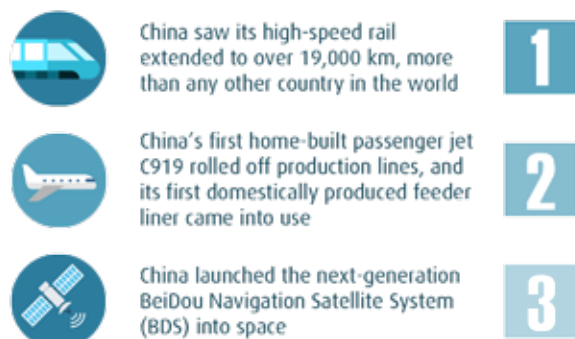 China saw its high-speed rail
extended to over 19,000 km, more
than any other country in the world
1
China's first home-built passenger jet
C919 rolled off production lines, and
its first domestically produced feeder
liner came into use
2
China launched the next-generation
BeiDou Navigation Satellite System
(BDS) into space
3